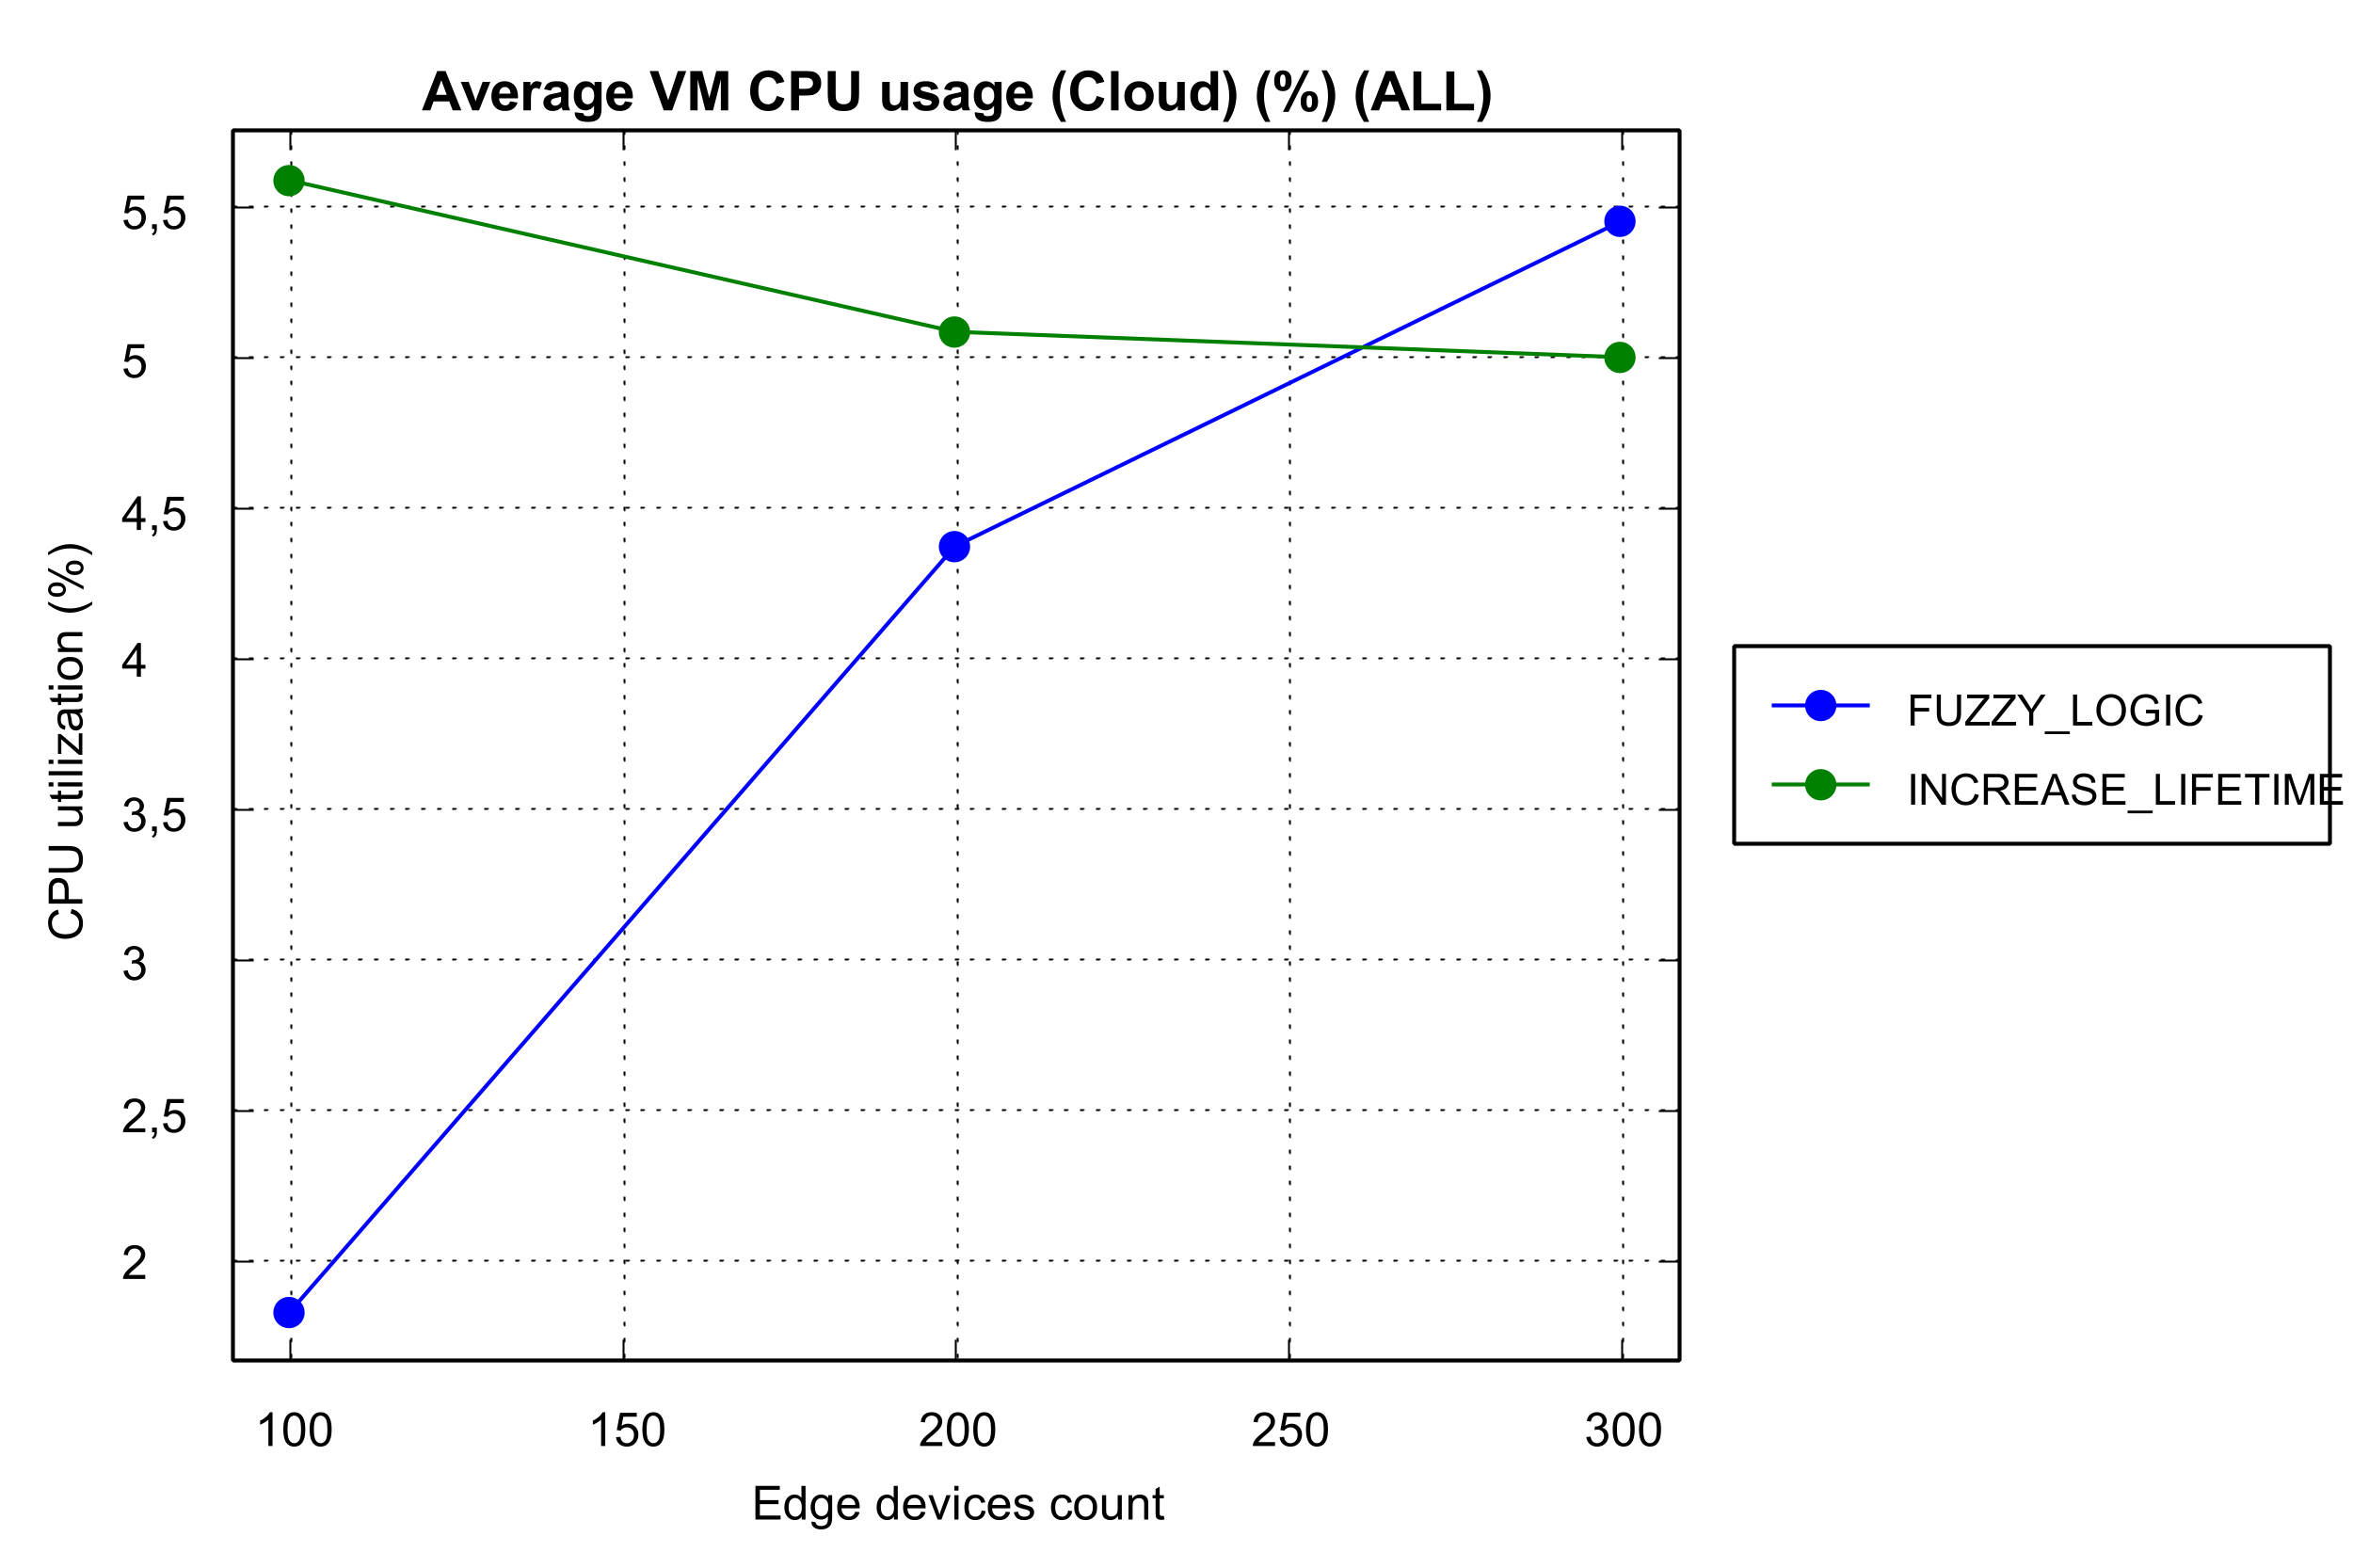 Average VM CPU usage (Cloud) (%) (ALL)
5,5
5
4,5
4
3,5
3
2,5
2
CPU utilization (%)
100 150 200 250 300
Edge devices count
FUZZY_LOGIC
INCREASE_LIFETIME